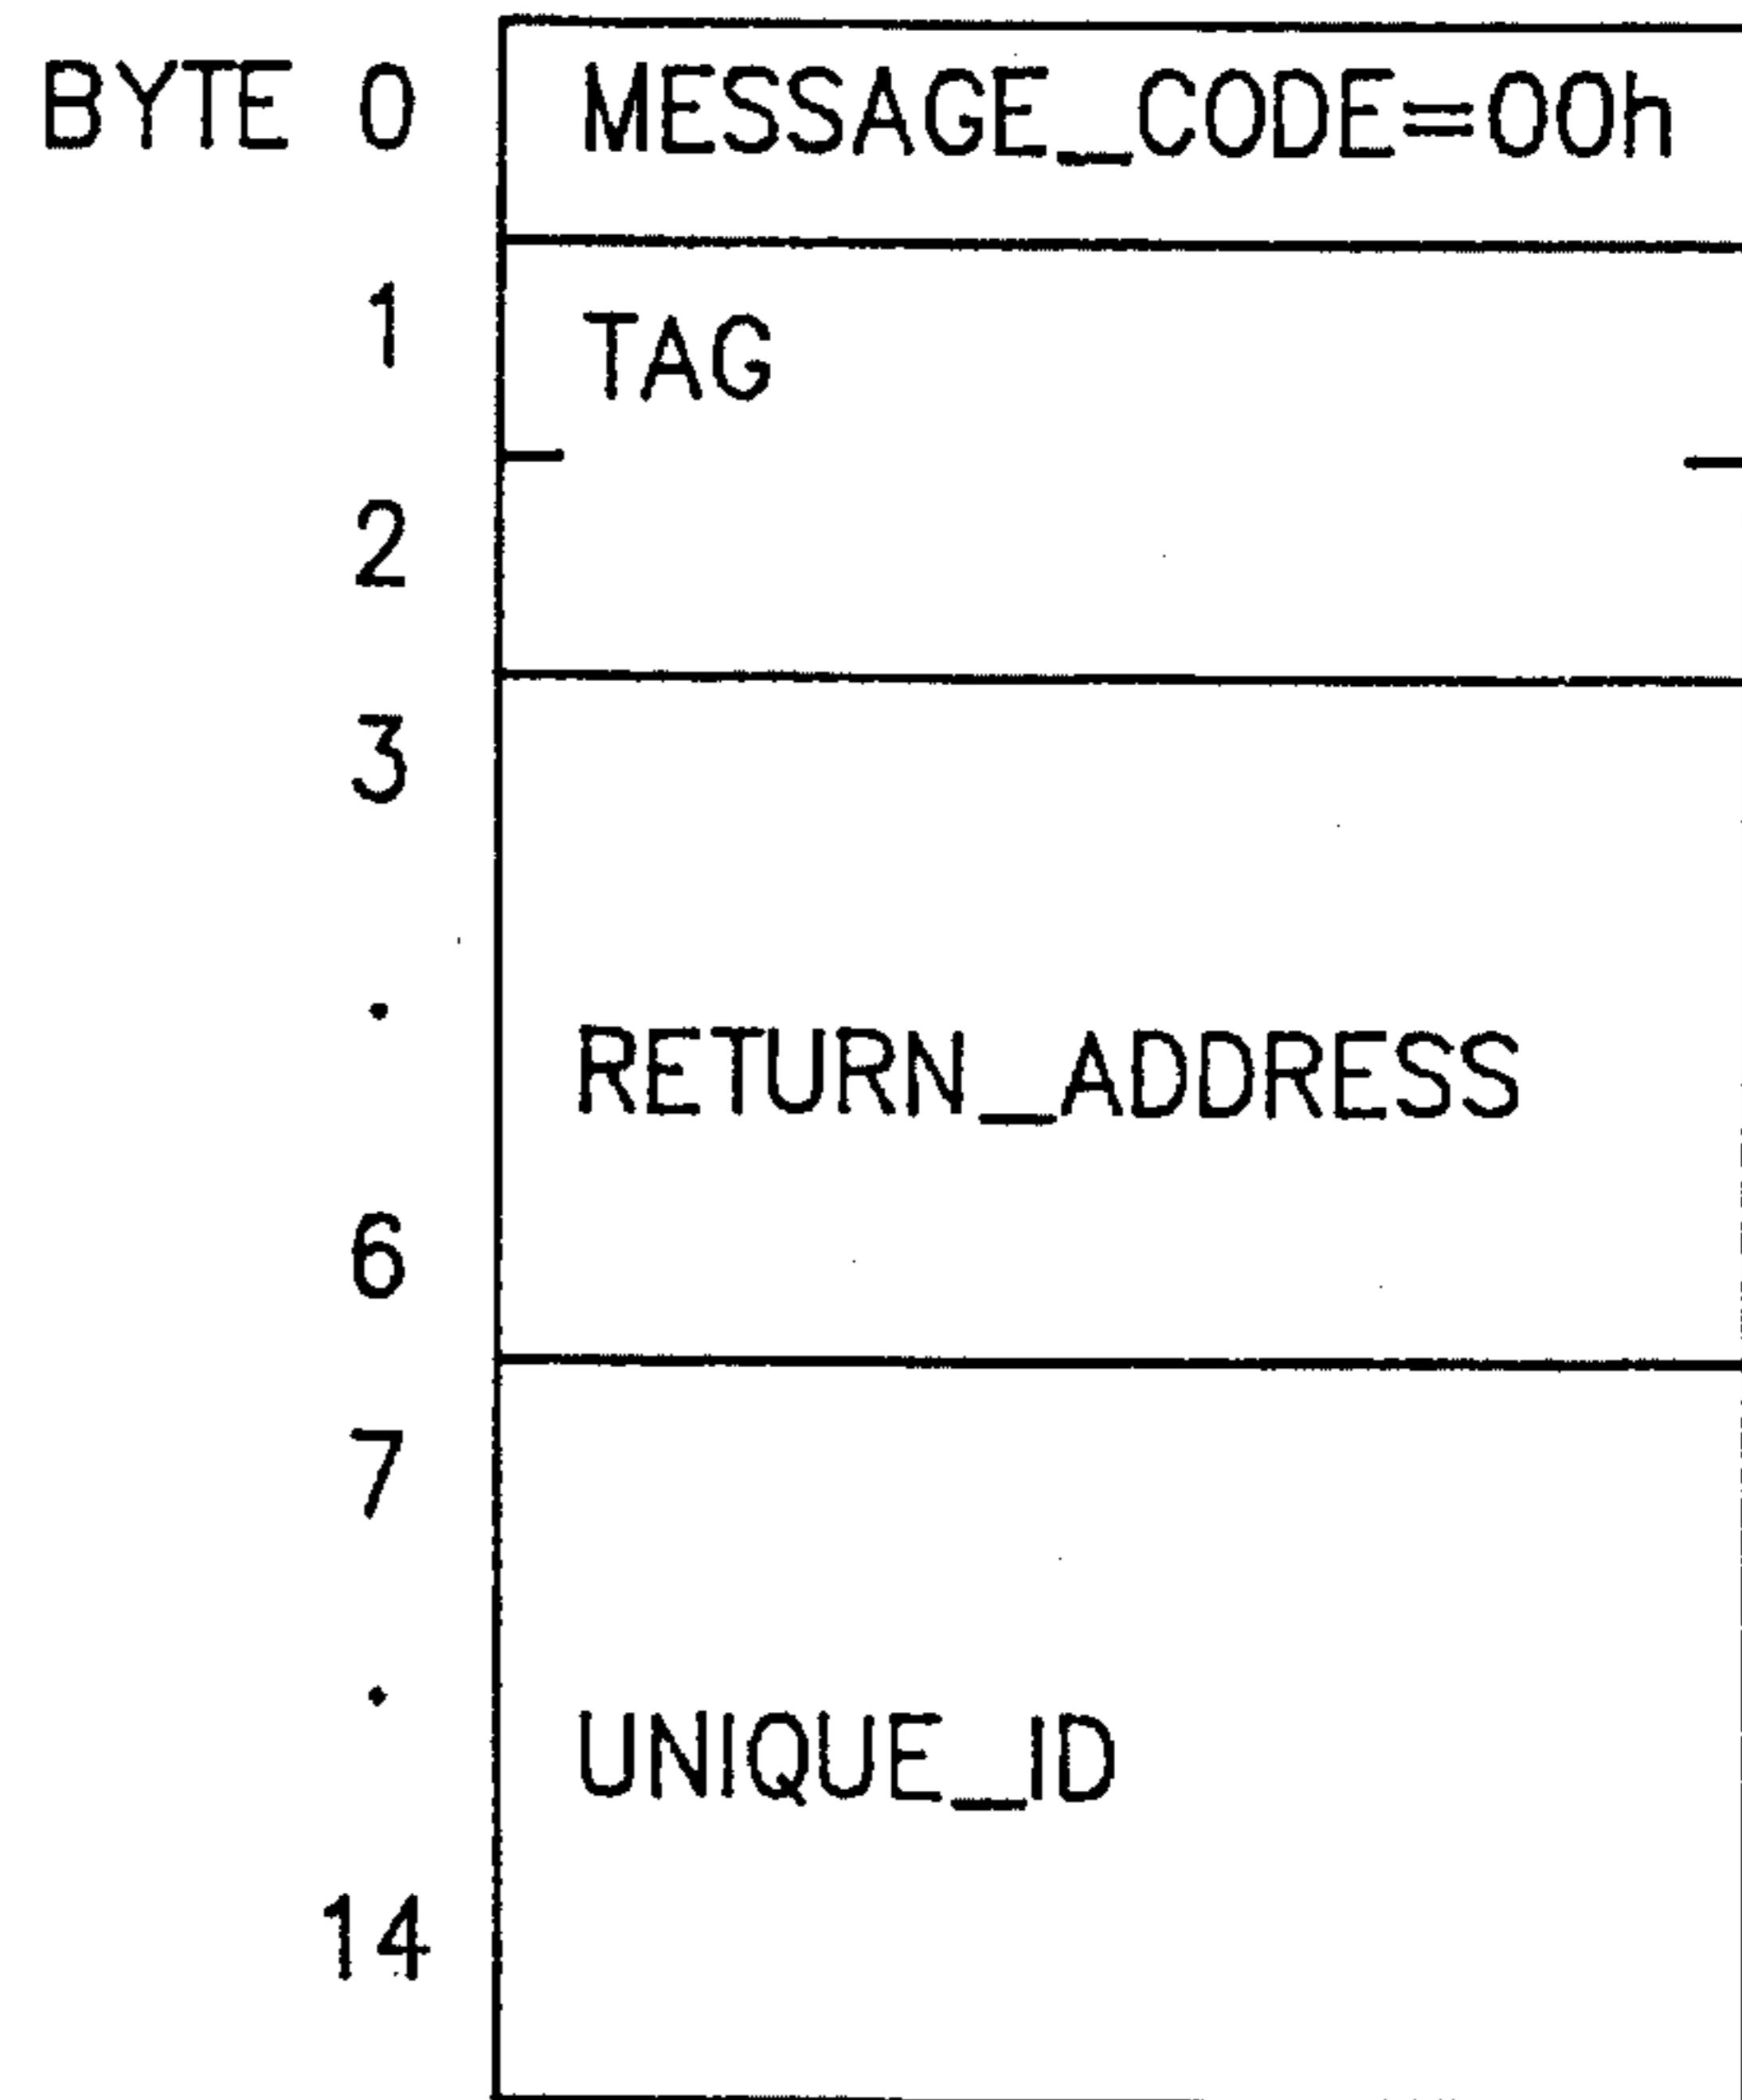 BYTE 0 MESSAGE_CODE=00h
1 TAG
2
3
. RETURN_ADDRESS
6
7
. UNIQUE_ID
14